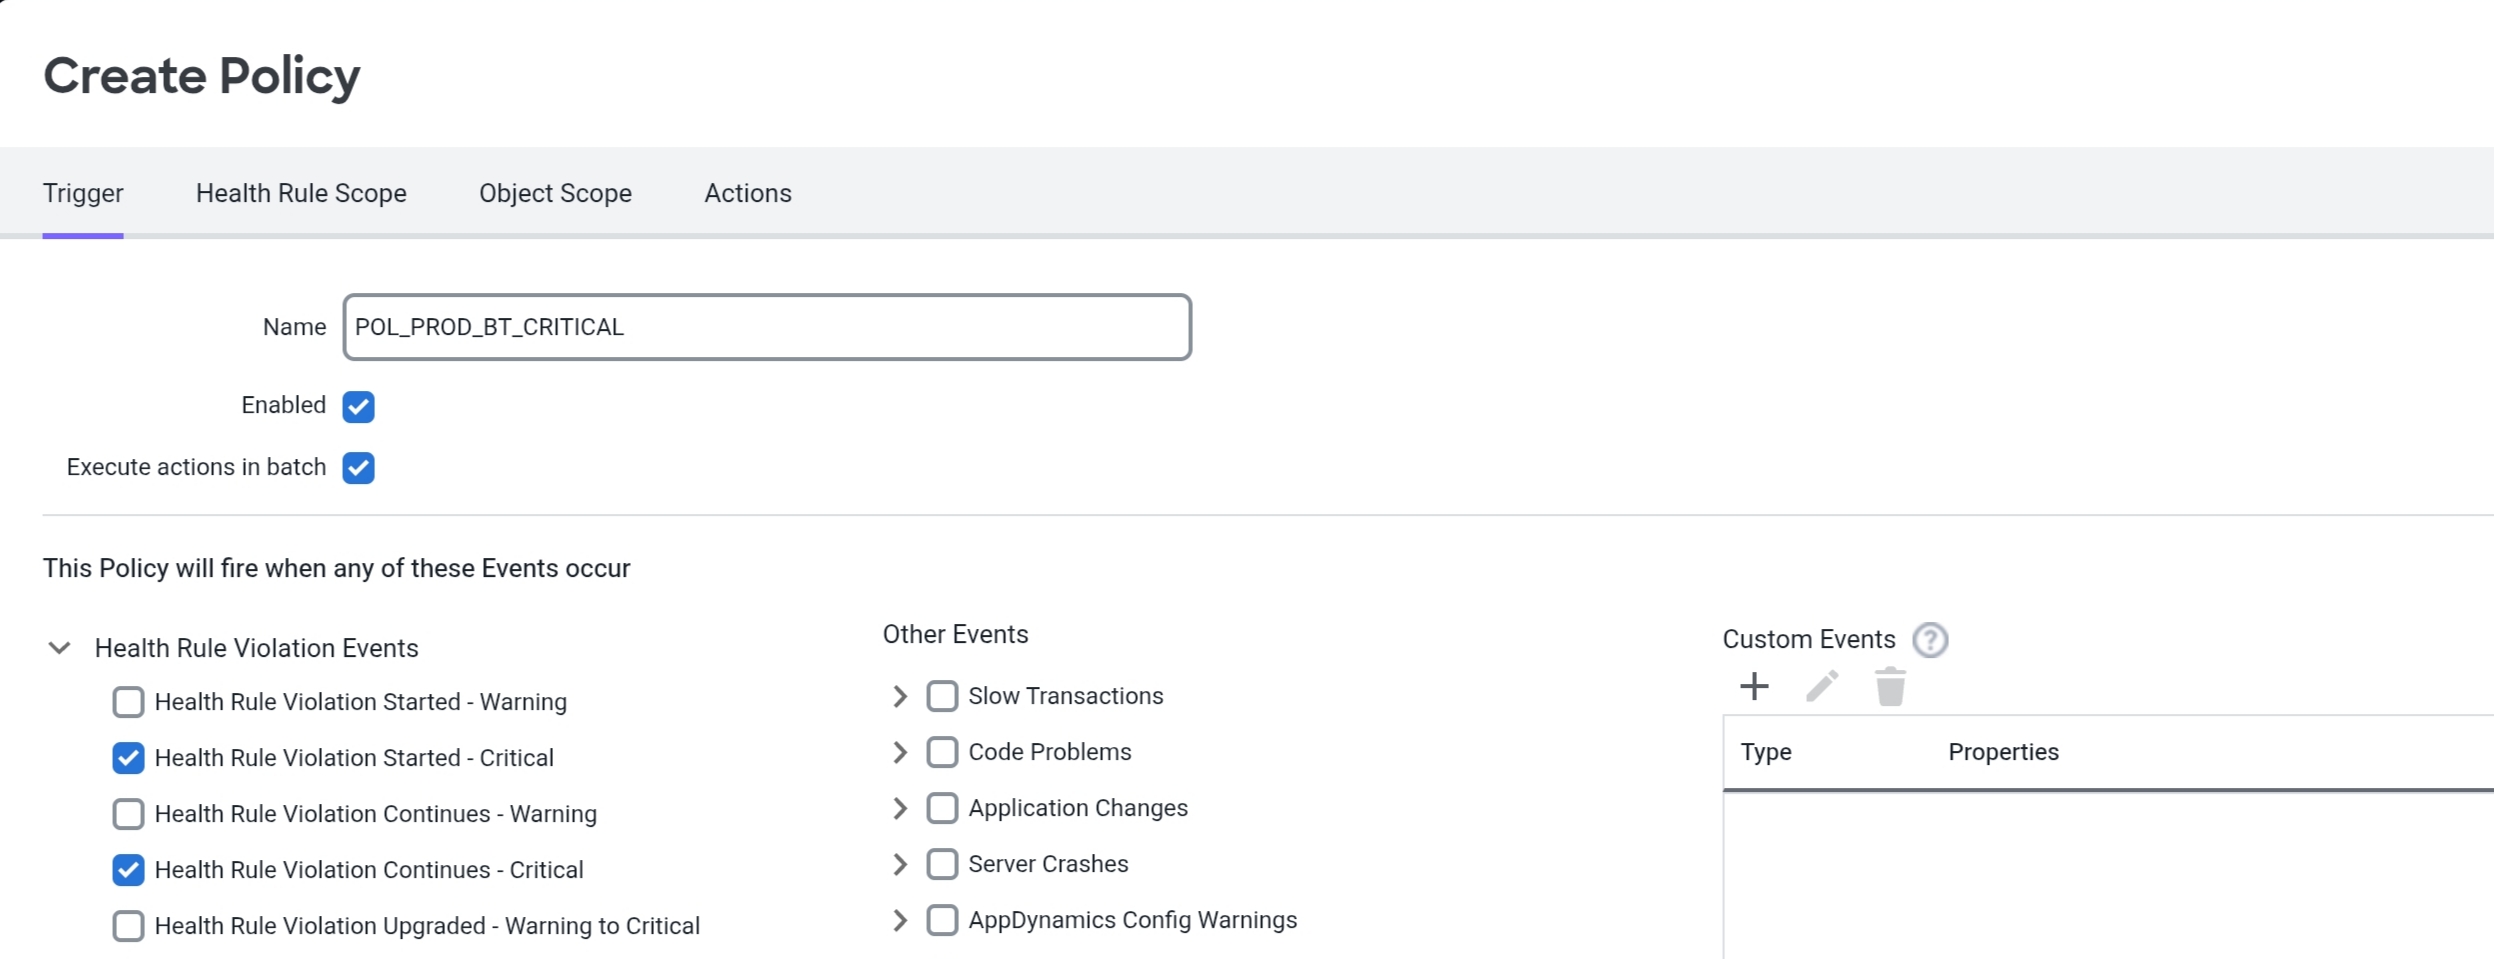 Create Policy
Trigger
Health Rule Scope
Object Scope
Actions
Name
POL_PROD_BT_CRITICAL
Enabled
Execute actions in batch
This Policy will fire when any of these Events occur
Health Rule Violation Events
Health Rule Violation Started - Warning
Health Rule Violation Started - Critical
Health Rule Violation Continues - Warning
Health Rule Violation Continues - Critical
Health Rule Violation Upgraded - Warning to Critical
Other Events
Slow Transactions
Code Problems
Application Changes
Server Crashes
AppDynamics Config Warnings
Custom Events ?
Type
Properties